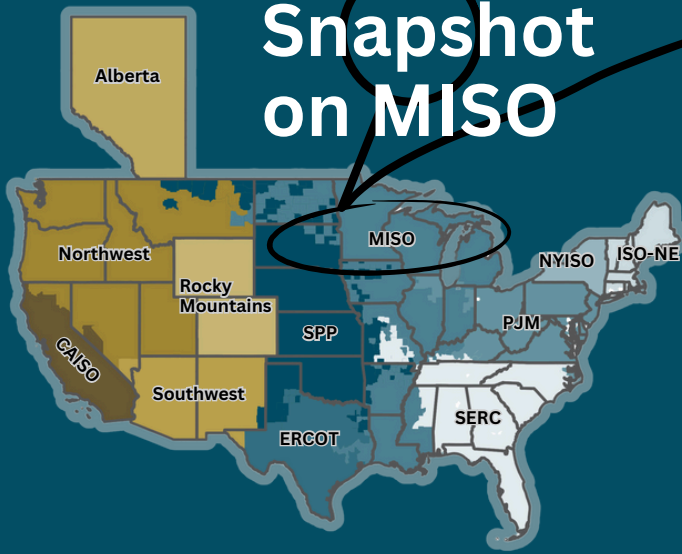 Snapshot
on MISO
Alberta
Northwest
Rocky
Mountains
CAISO
Southwest
SPP
ERCOT
MISO
NYISO
ISO-NE
PJM
SERC